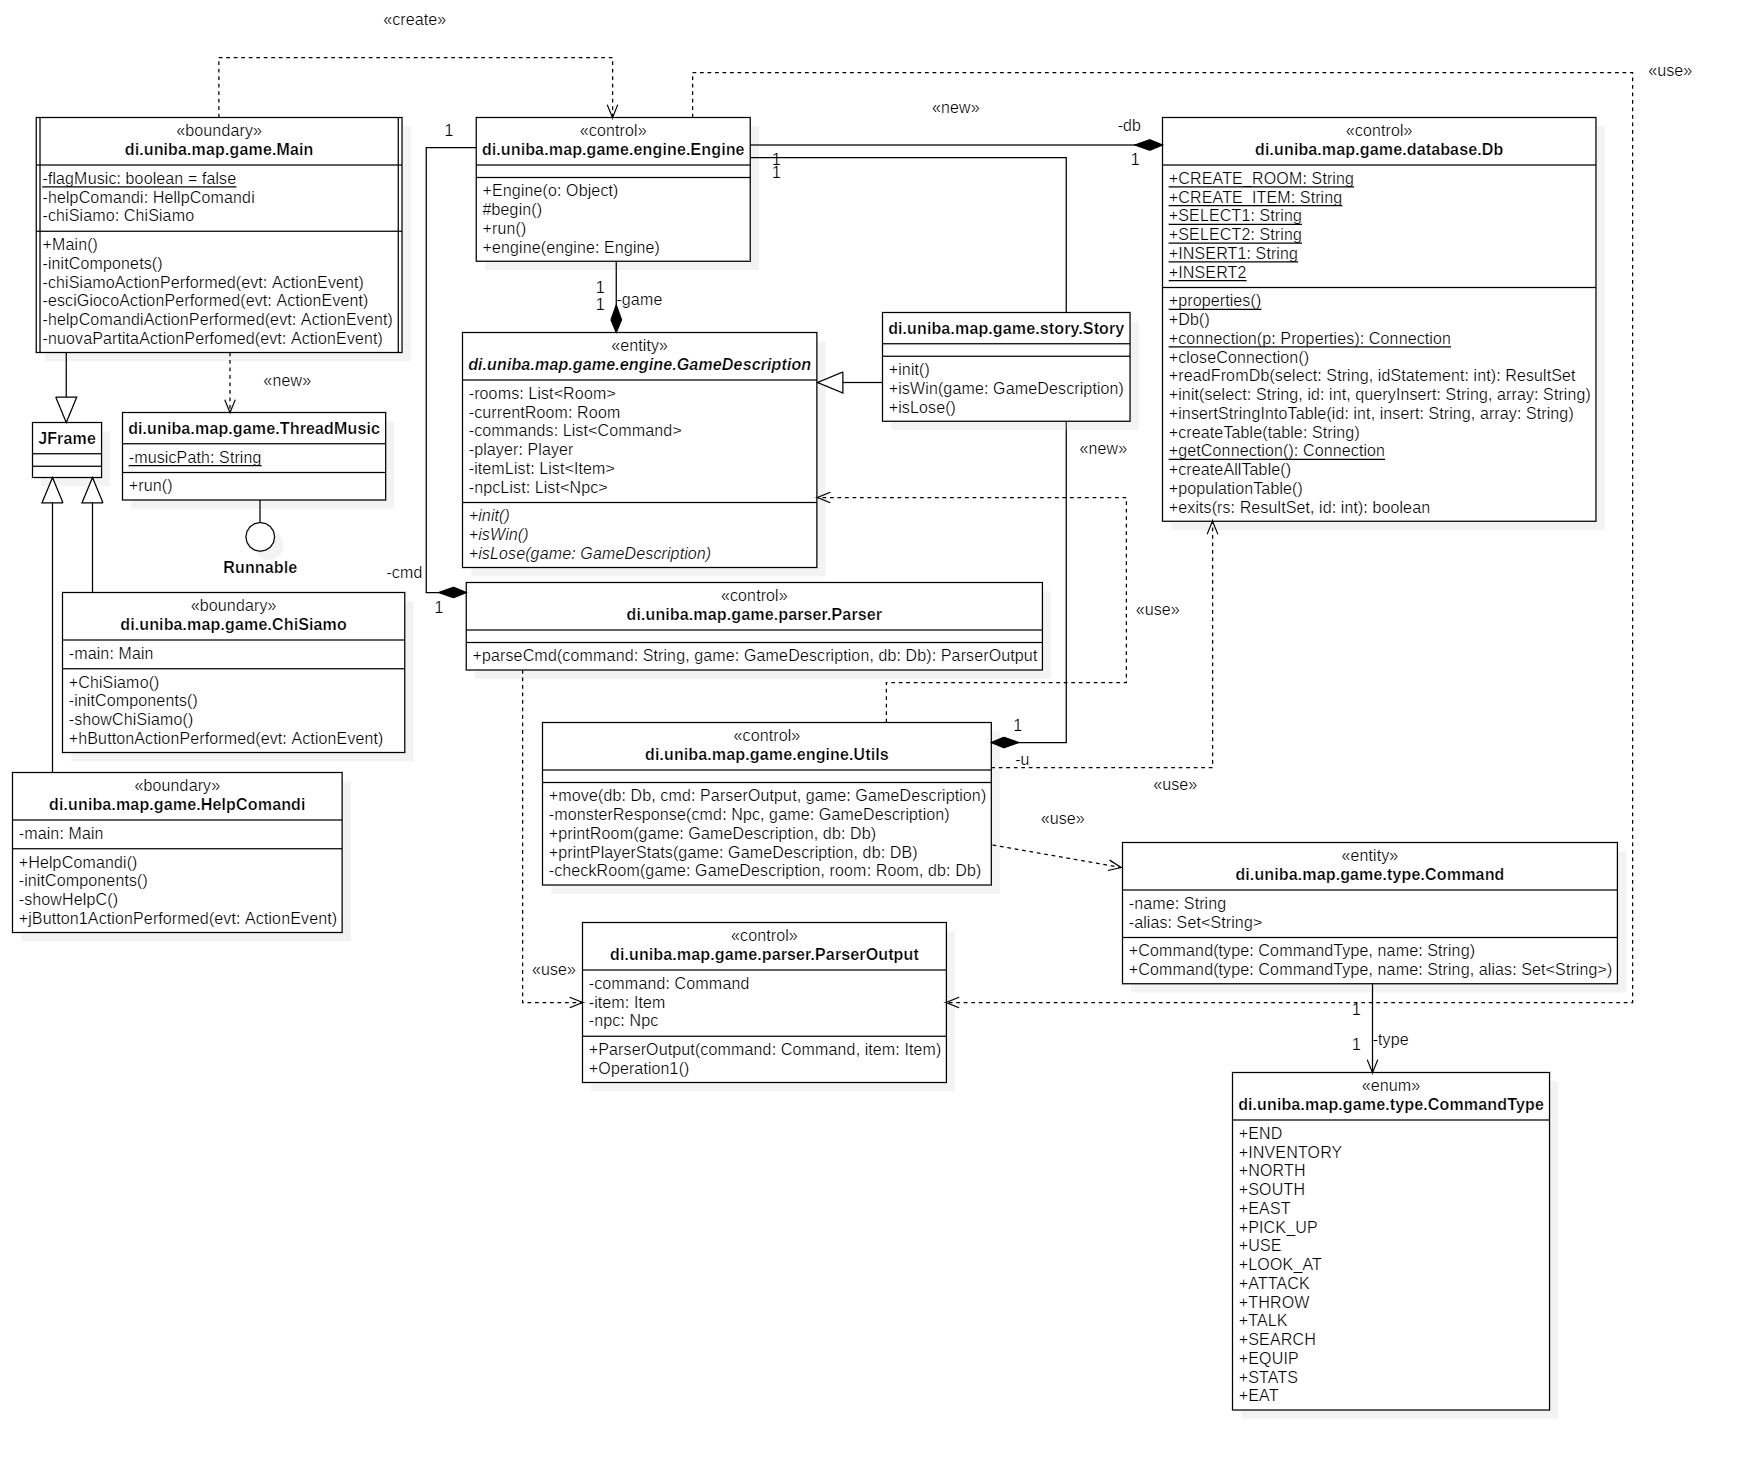 «create»
«use»
«new»
«boundary»
di.uniba.map.game.Main
-flagMusic: boolean = false
-helpComandi: HellpComandi
-chiSiamo: ChiSiamo
+Main()
-initComponets()
-chiSiamoActionPerformed(evt: ActionEvent)
-esciGiocoActionPerformed(evt: ActionEvent)
-helpComandiActionPerformed(evt: ActionEvent)
-nuovaPartitaActionPerfomed(evt: ActionEvent)
1
«control»
di.uniba.map.game.engine.Engine
+Engine(o: Object)
#begin()
+run()
+engine(engine: Engine)
1
1
-db
1
«control»
di.uniba.map.game.database.Db
+CREATE_ROOM: String
+CREATE_ITEM: String
+SELECT1: String
+SELECT2: String
+INSERT1: String
+INSERT2
+properties()
+Db()
+connection(p: Properties): Connection
+closeConnection()
+readFromDb(select: String, idStatement: int): ResultSet
+init(select: String, id: int, queryInsert: String, array: String)
+insertStringIntoTable(id: int, insert: String, array: String)
+createTable(table: String)
+getConnection(): Connection
+createAllTable()
+populationTable()
+exits(rs: ResultSet, id: int): boolean
1
1
-game
«entity»
di.uniba.map.game.engine.GameDescription
-rooms: List<Room>
-currentRoom: Room
-commands: List<Command>
-player: Player
-itemList: List<Item>
-npcList: List<Npc>
+init()
+isWin()
+isLose(game: GameDescription)
di.uniba.map.game.story.Story
+init()
+isWin(game: GameDescription)
+isLose()
«new»
«new»
JFrame
di.uniba.map.game.ThreadMusic
-musicPath: String
+run()
Runnable
-cmd
1
«control»
di.uniba.map.game.parser.Parser
+parseCmd(command: String, game: GameDescription, db: Db): ParserOutput
«use»
«boundary»
di.uniba.map.game.ChiSiamo
-main: Main
+ChiSiamo()
-initComponents()
-showChiSiamo()
+hButtonActionPerformed(evt: ActionEvent)
«boundary»
di.uniba.map.game.HelpComandi
-main: Main
+HelpComandi()
-initComponents()
-showHelpC()
+jButton1ActionPerformed(evt: ActionEvent)
«control»
di.uniba.map.game.engine.Utils
+move(db: Db, cmd: ParserOutput, game: GameDescription)
-monsterResponse(cmd: Npc, game: GameDescription)
+printRoom(game: GameDescription, db: Db)
+printPlayerStats(game: GameDescription, db: DB)
-checkRoom(game: GameDescription, room: Room, db: Db)
1
-u
«use»
«use»
«entity»
di.uniba.map.game.type.Command
-name: String
-alias: Set<String>
+Command(type: CommandType, name: String)
+Command(type: CommandType, name: String, alias: Set<String>)
«use»
«control»
di.uniba.map.game.parser.ParserOutput
-command: Command
-item: Item
-npc: Npc
+ParserOutput(command: Command, item: Item)
+Operation1()
1
1
-type
«enum»
di.uniba.map.game.type.CommandType
+END
+INVENTORY
+NORTH
+SOUTH
+EAST
+PICK_UP
+USE
+LOOK_AT
+ATTACK
+THROW
+TALK
+SEARCH
+EQUIP
+STATS
+EAT